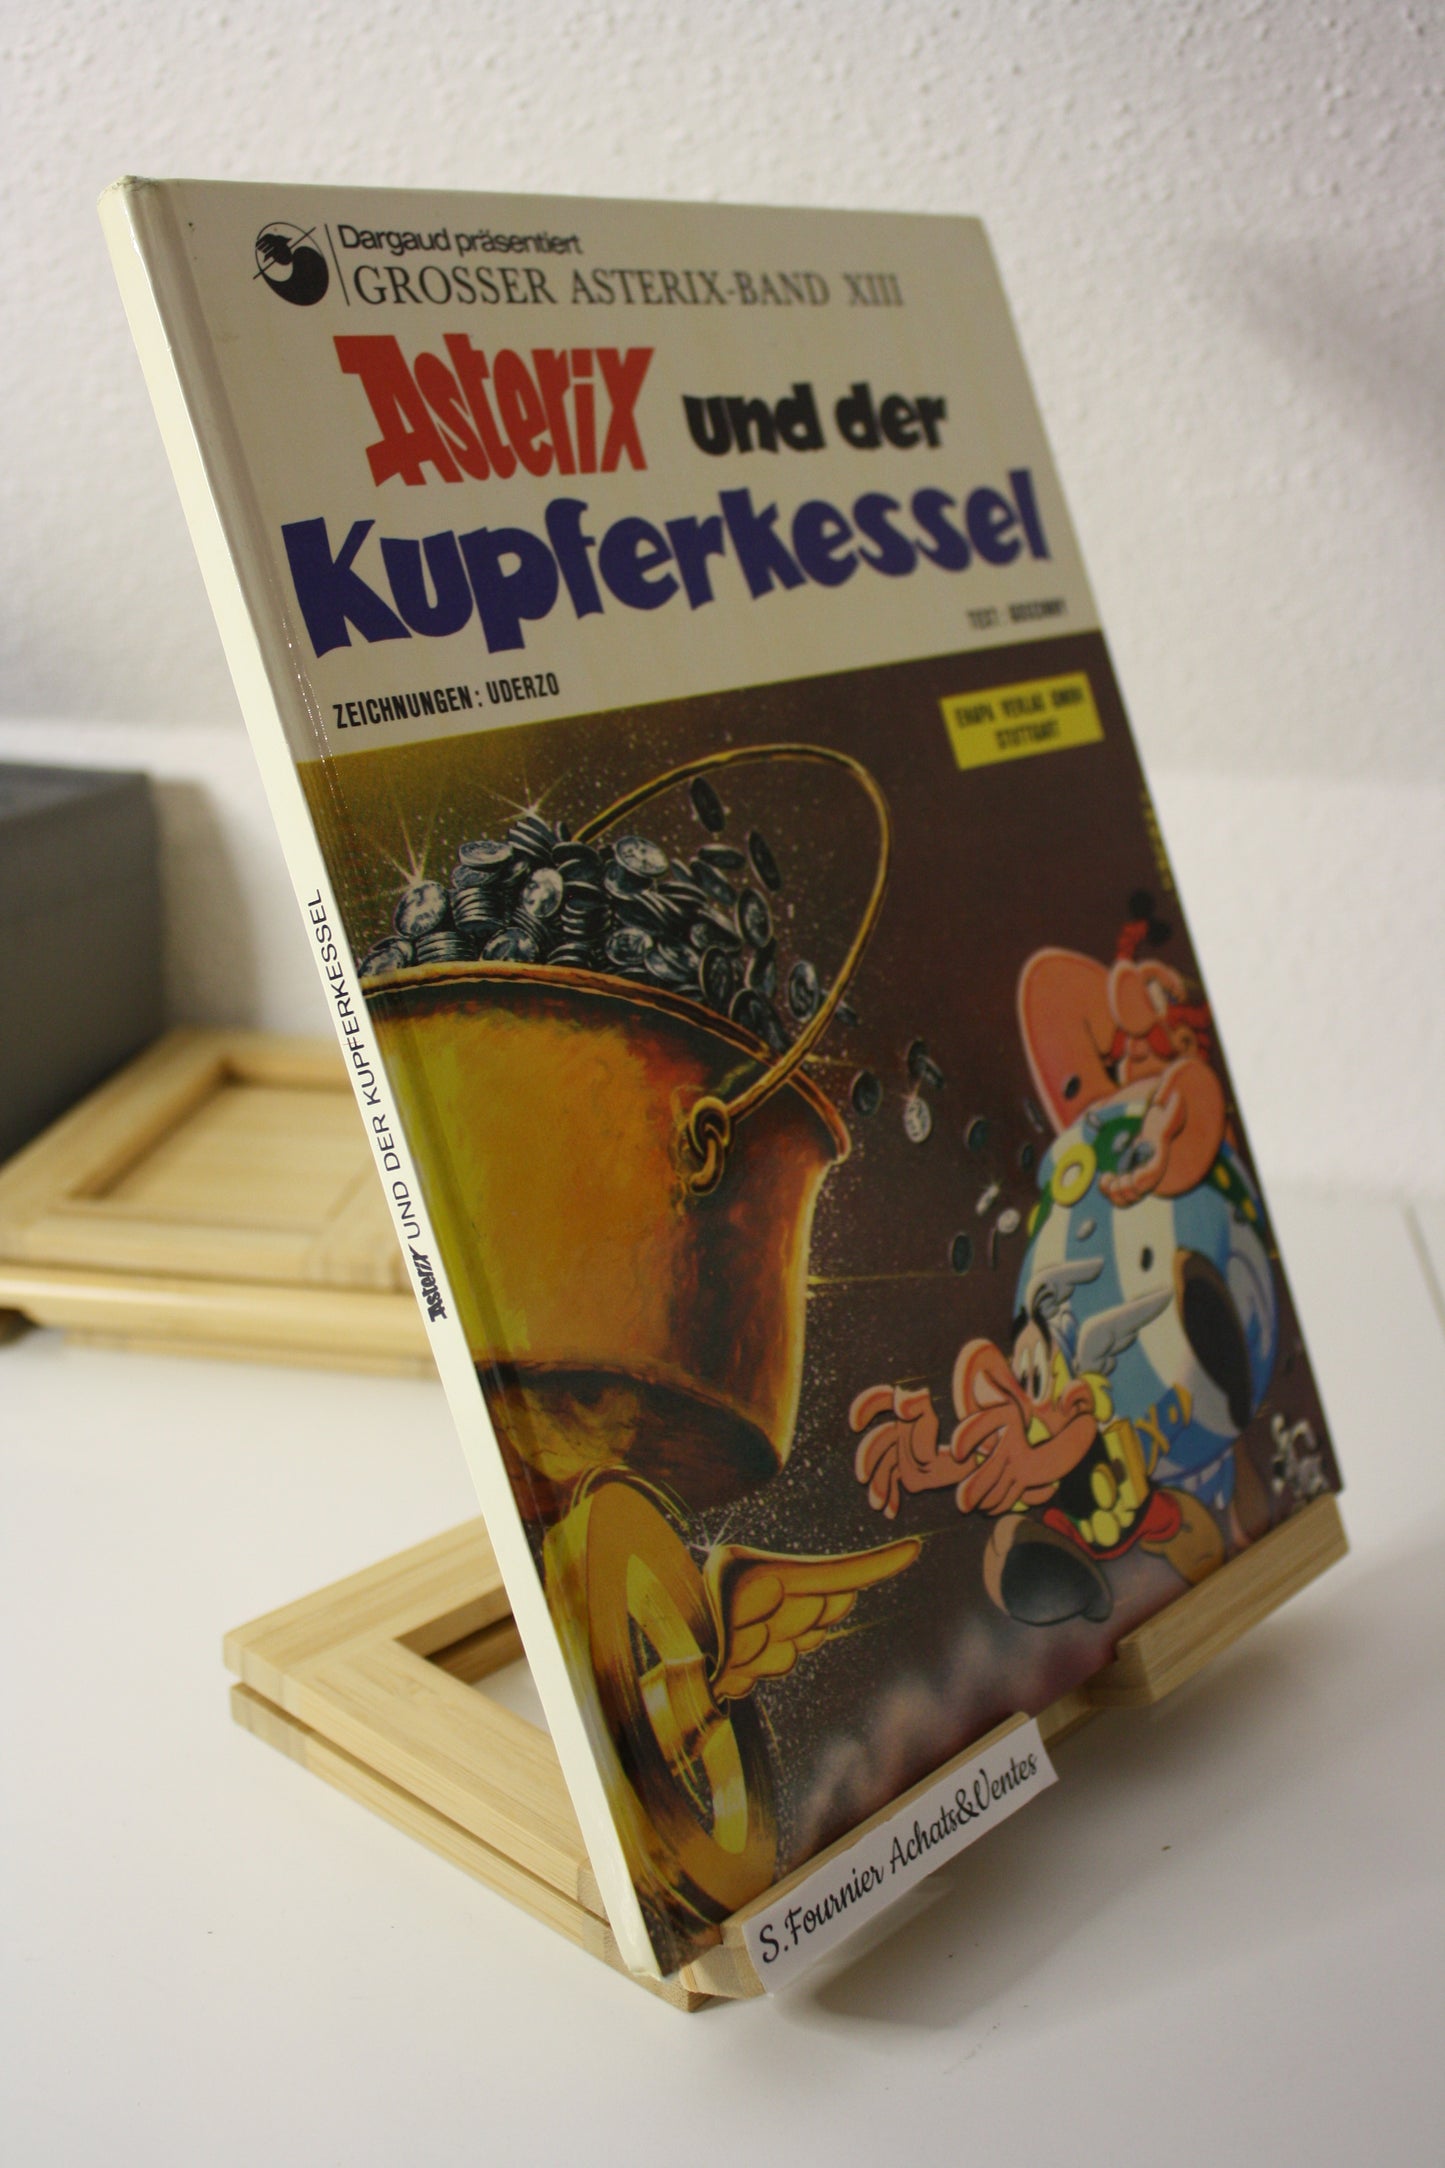 Dargaud präsentiert
GROSSER ASTERIX-BAND XIII
Asterix und der
Kupferkessel
TEXT: GOSCINNY
ZEICHNUNGEN: UDERZO
EHAPA VERLAG GMBH
STUTTGART
Asterix UND DER KUPFERKESSEL
S.Fournier Achats&Ventes